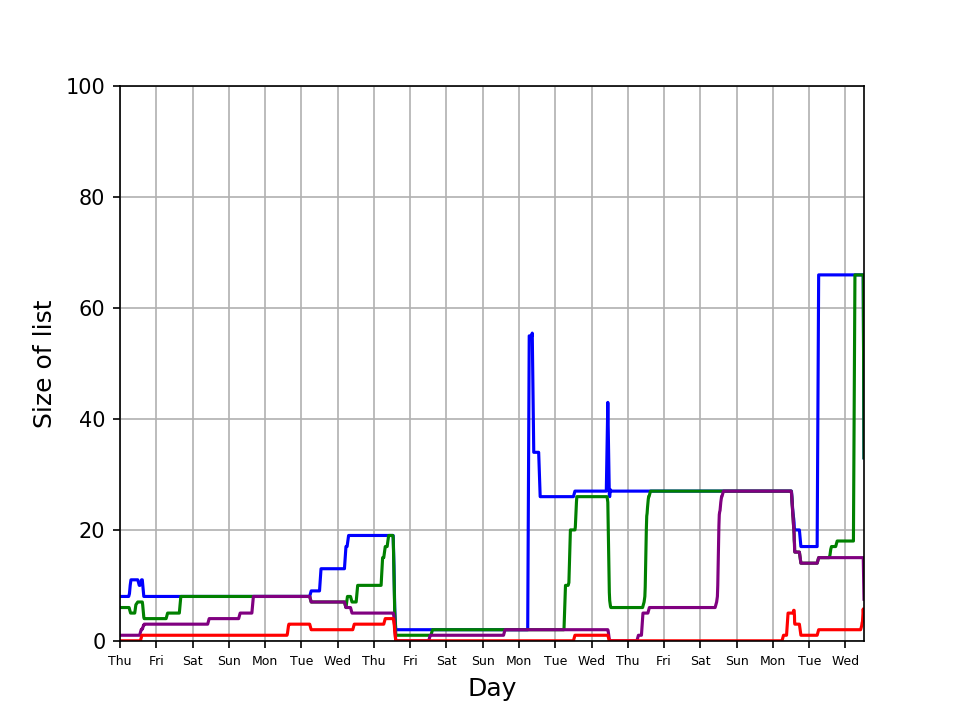 100
80
60
40
20
0
Size of list
Thu Fri Sat Sun Mon Tue Wed Thu Fri Sat Sun Mon Tue Wed Thu Fri Sat Sun Mon Tue Wed
Day